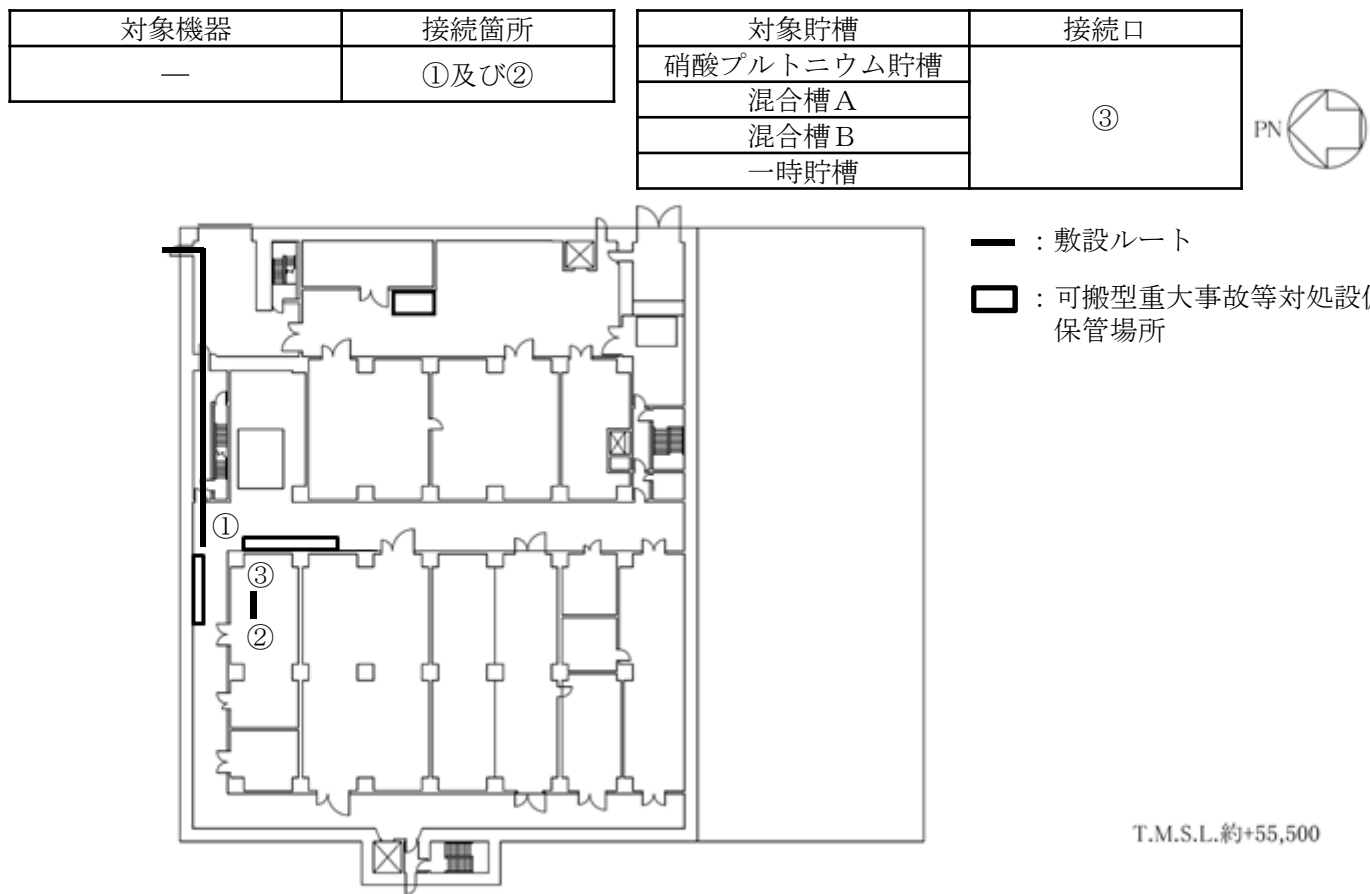 対象機器 接続箇所
― ①及び②
対象貯槽 接続口
硝酸プルトニウム貯槽
混合槽A
混合槽B
一時貯槽
③
PN
：敷設ルート
：可搬型重大事故等対処設
保管場所
①
③
②
T.M.S.L.約+55,500